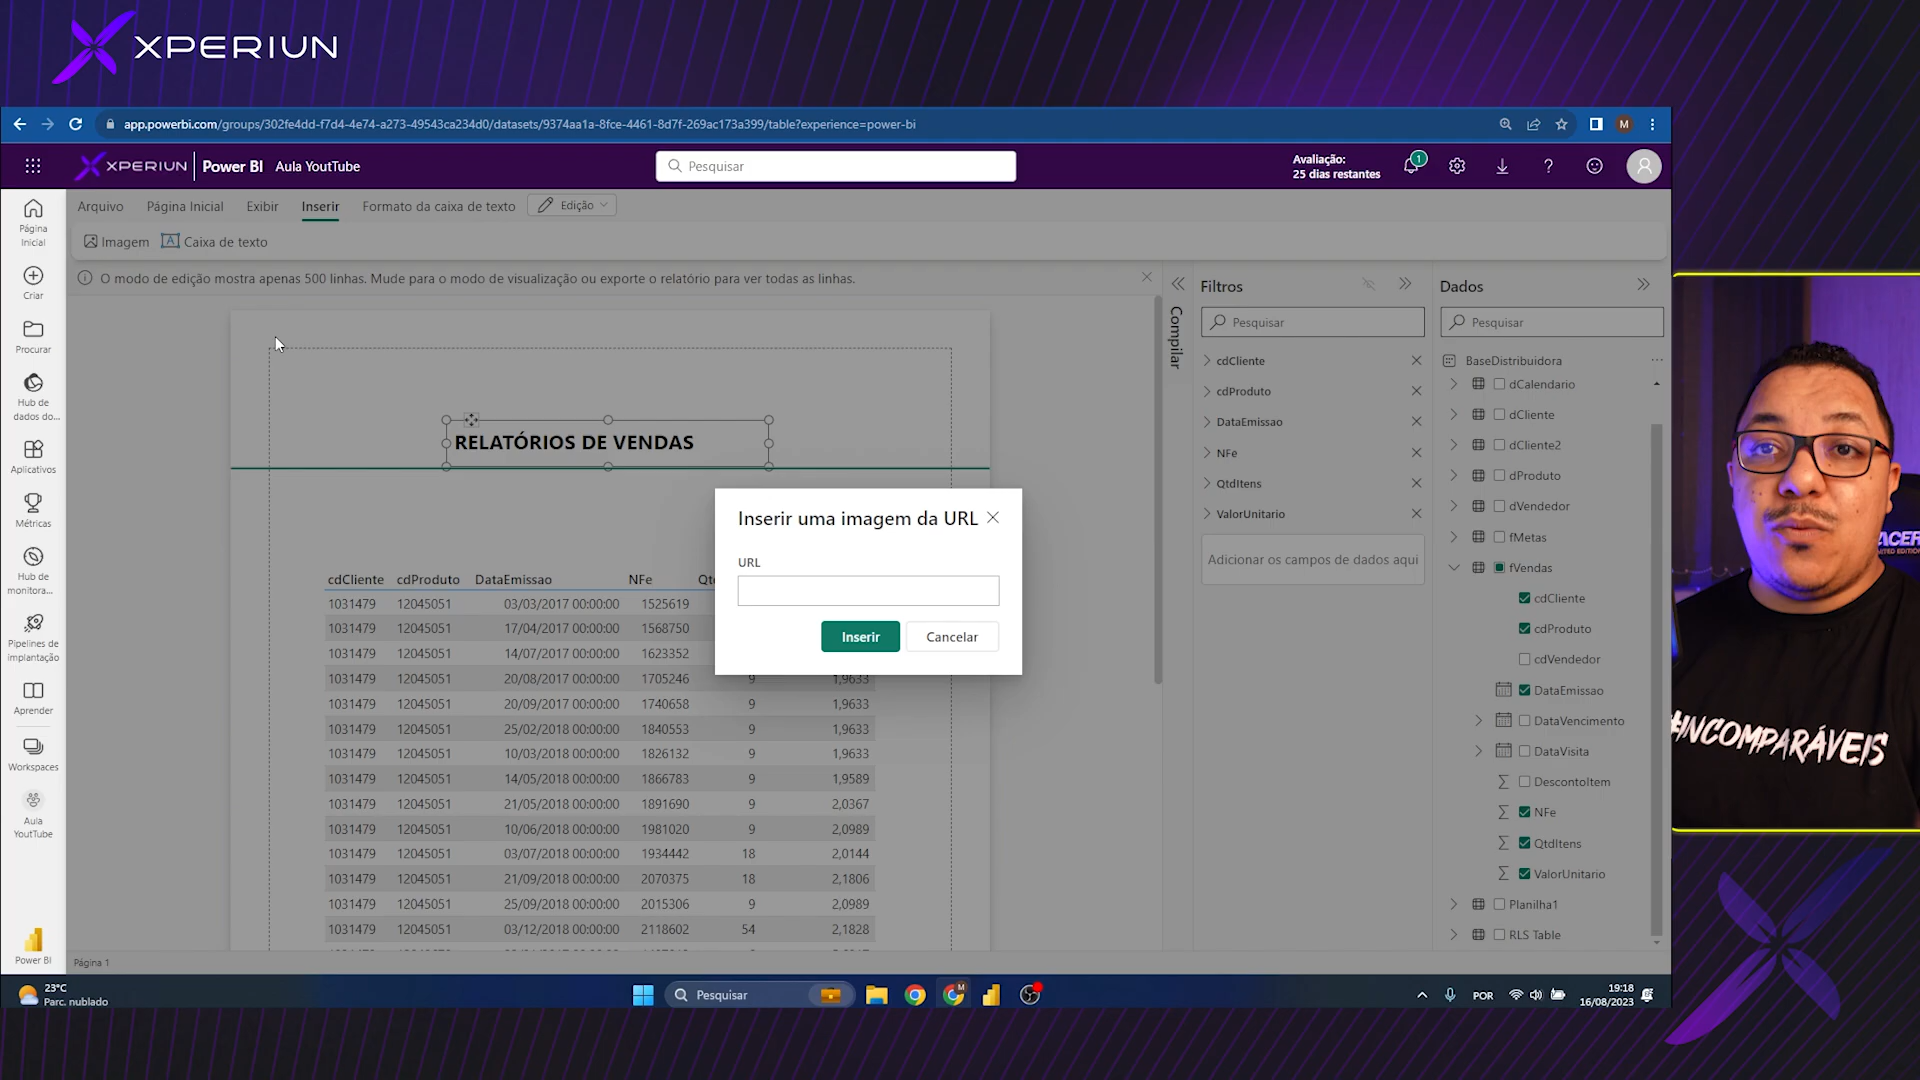 XPERIUN
app.powerbi.com/groups/302fe4dd-f7d4-4e74-a273-49543ca234d0/datasets/9374aa1a-8fce-4461-8d7f-269ac173a399/table?experience=power-bi
M
XPERIUN Power BI Aula YouTube
Pesquisar
Avaliação:
25 dias restantes
1
Arquivo Página Inicial Exibir Inserir Formato da caixa de texto Edição
Imagem Caixa de texto
O modo de edição mostra apenas 500 linhas. Mude para o modo de visualização ou exporte o relatório para ver todas as linhas.
Página
Inicial
Criar
Procurar
Hub de
dados do...
Aplicativos
Métricas
Hub de
monitora...
Pipelines de
implantação
Aprender
Workspaces
Aula
YouTube
Power BI
RELATÓRIOS DE VENDAS
cdCliente cdProduto DataEmissao NFe
1031479 12045051 03/03/2017 00:00:00 1525619
1031479 12045051 17/04/2017 00:00:00 1568750
1031479 12045051 14/07/2017 00:00:00 1623352
1031479 12045051 20/08/2017 00:00:00 1705246 9 1,9633
1031479 12045051 20/09/2017 00:00:00 1740658 9 1,9633
1031479 12045051 25/02/2018 00:00:00 1840553 9 1,9633
1031479 12045051 10/03/2018 00:00:00 1826132 9 1,9633
1031479 12045051 14/05/2018 00:00:00 1866783 9 1,9589
1031479 12045051 21/05/2018 00:00:00 1891690 9 2,0367
1031479 12045051 10/06/2018 00:00:00 1981020 9 2,0989
1031479 12045051 03/07/2018 00:00:00 1934442 18 2,0144
1031479 12045051 21/09/2018 00:00:00 2070375 18 2,1806
1031479 12045051 25/09/2018 00:00:00 2015306 9 2,0989
1031479 12045051 03/12/2018 00:00:00 2118602 54 2,1828
Inserir uma imagem da URL
URL
Inserir Cancelar
Compilar
Filtros
Pesquisar
cdCliente
cdProduto
DataEmissao
NFe
QtdItens
ValorUnitario
Adicionar os campos de dados aqui
Dados
Pesquisar
BaseDistribuidora
dCalendario
dCliente
dCliente2
dProduto
dVendedor
fMetas
fVendas
cdCliente
cdProduto
cdVendedor
DataEmissao
DataVencimento
DataVisita
DescontoItem
NFe
QtdItens
ValorUnitario
Planilha1
RLS Table
Página 1
23°C
Parc. nublado
Pesquisar
M
POR
19:18
16/08/2023
#INCOMPARÁVEIS